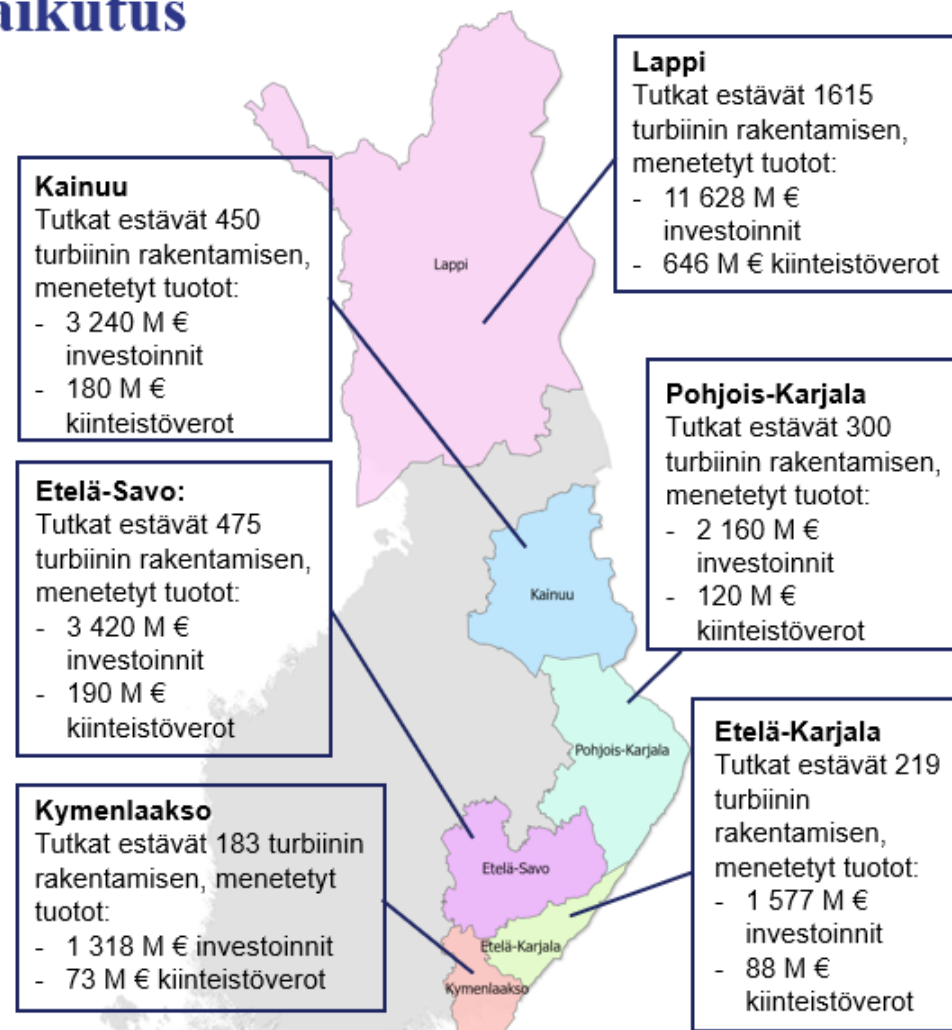 aikutus
Lappi
Tutkat estävät 1615
turbiinin rakentamisen,
menetetyt tuotot:
- 11 628 M €
investoinnit
- 646 M € kiinteistöverot
Kainuu
Tutkat estävät 450
turbiinin rakentamisen,
menetetyt tuotot:
- 3 240 M €
investoinnit
- 180 M €
kiinteistöverot
Lappi
Pohjois-Karjala
Tutkat estävät 300
turbiinin rakentamisen,
menetetyt tuotot:
- 2 160 M €
investoinnit
- 120 M €
kiinteistöverot
Etelä-Savo:
Tutkat estävät 475
turbiinin rakentamisen,
menetetyt tuotot:
- 3 420 M €
investoinnit
- 190 M €
kiinteistöverot
Kainuu
Pohjois-Karjala
Etelä-Karjala
Tutkat estävät 219
turbiinin
rakentamisen,
menetetyt tuotot:
- 1 577 M €
investoinnit
- 88 M €
kiinteistöverot
Kymenlaakso
Tutkat estävät 183 turbiinin
rakentamisen, menetetyt
tuotot:
- 1 318 M € investoinnit
- 73 M € kiinteistöverot
Etelä-Savo
Etelä-Karjala
Kymenlaakso